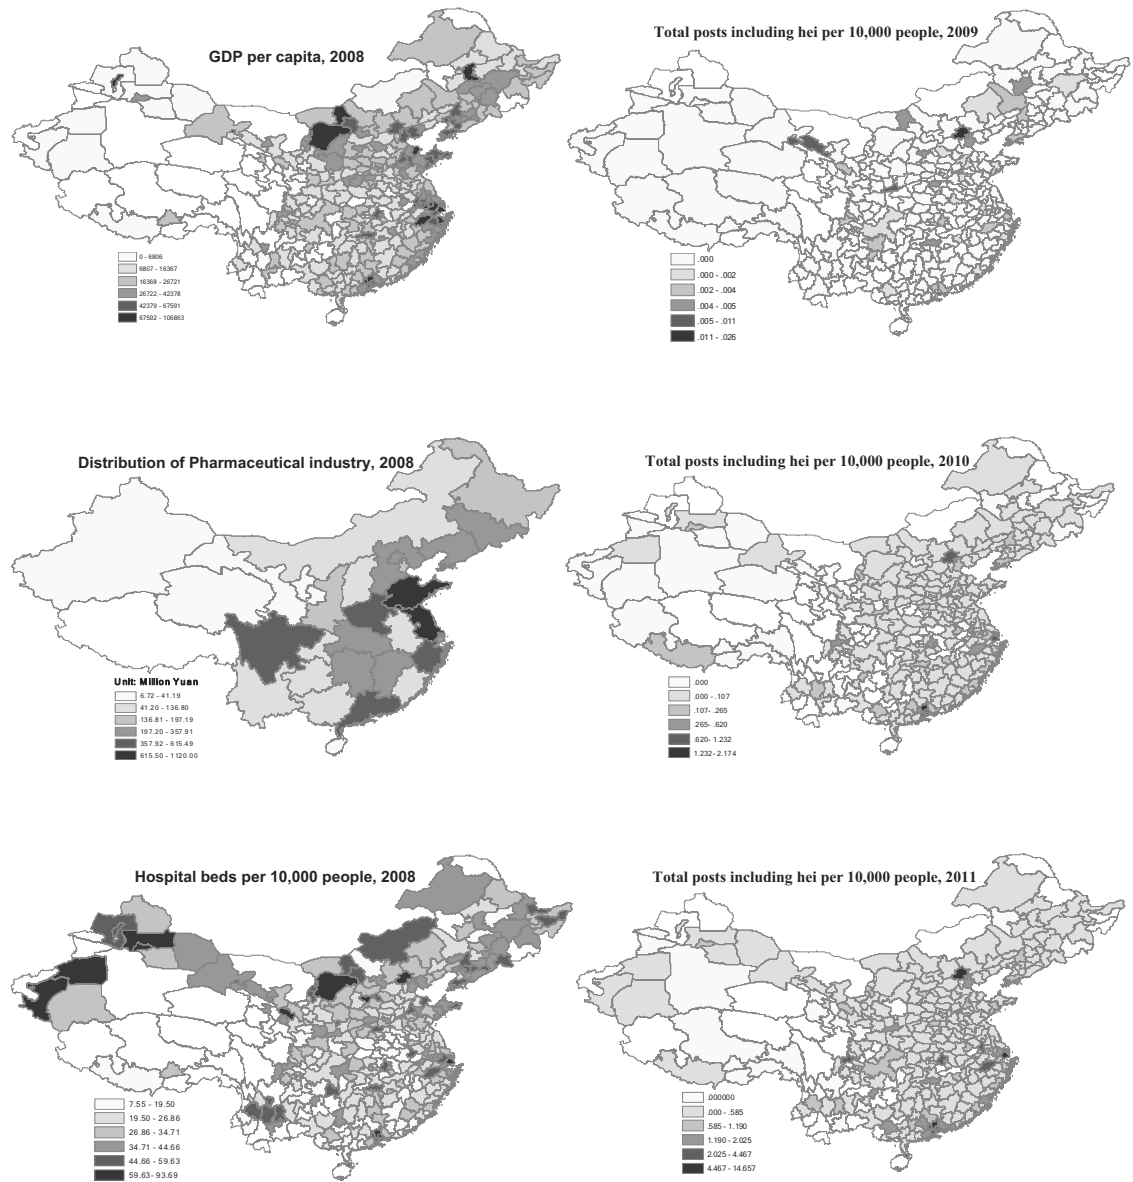 GDP per capita, 2008
0 - 6806
6807 - 16367
16368 - 26721
26722 - 42378
42379 - 67591
67592 - 106863
Total posts including hei per 10,000 people, 2009
.000
.000 - .002
.002 - .004
.004 - .005
.005 - .011
.011 - .026
Distribution of Pharmaceutical industry, 2008
Unit: Million Yuan
6.72 - 41.19
41.20 - 136.80
136.81 - 197.19
197.20 - 357.91
357.92 - 615.49
615.50 - 1120.00
Total posts including hei per 10,000 people, 2010
.000
.000 - .107
.107- .265
.265- .620
.620- 1.232
1.232- 2.174
Hospital beds per 10,000 people, 2008
7.55 - 19.50
19.50 - 26.86
26.86 - 34.71
34.71 - 44.66
44.66 - 59.63
59.63- 93.69
Total posts including hei per 10,000 people, 2011
.000000
.000 - .585
.585 - 1.190
1.190 - 2.025
2.025 - 4.467
4.467 - 14.657